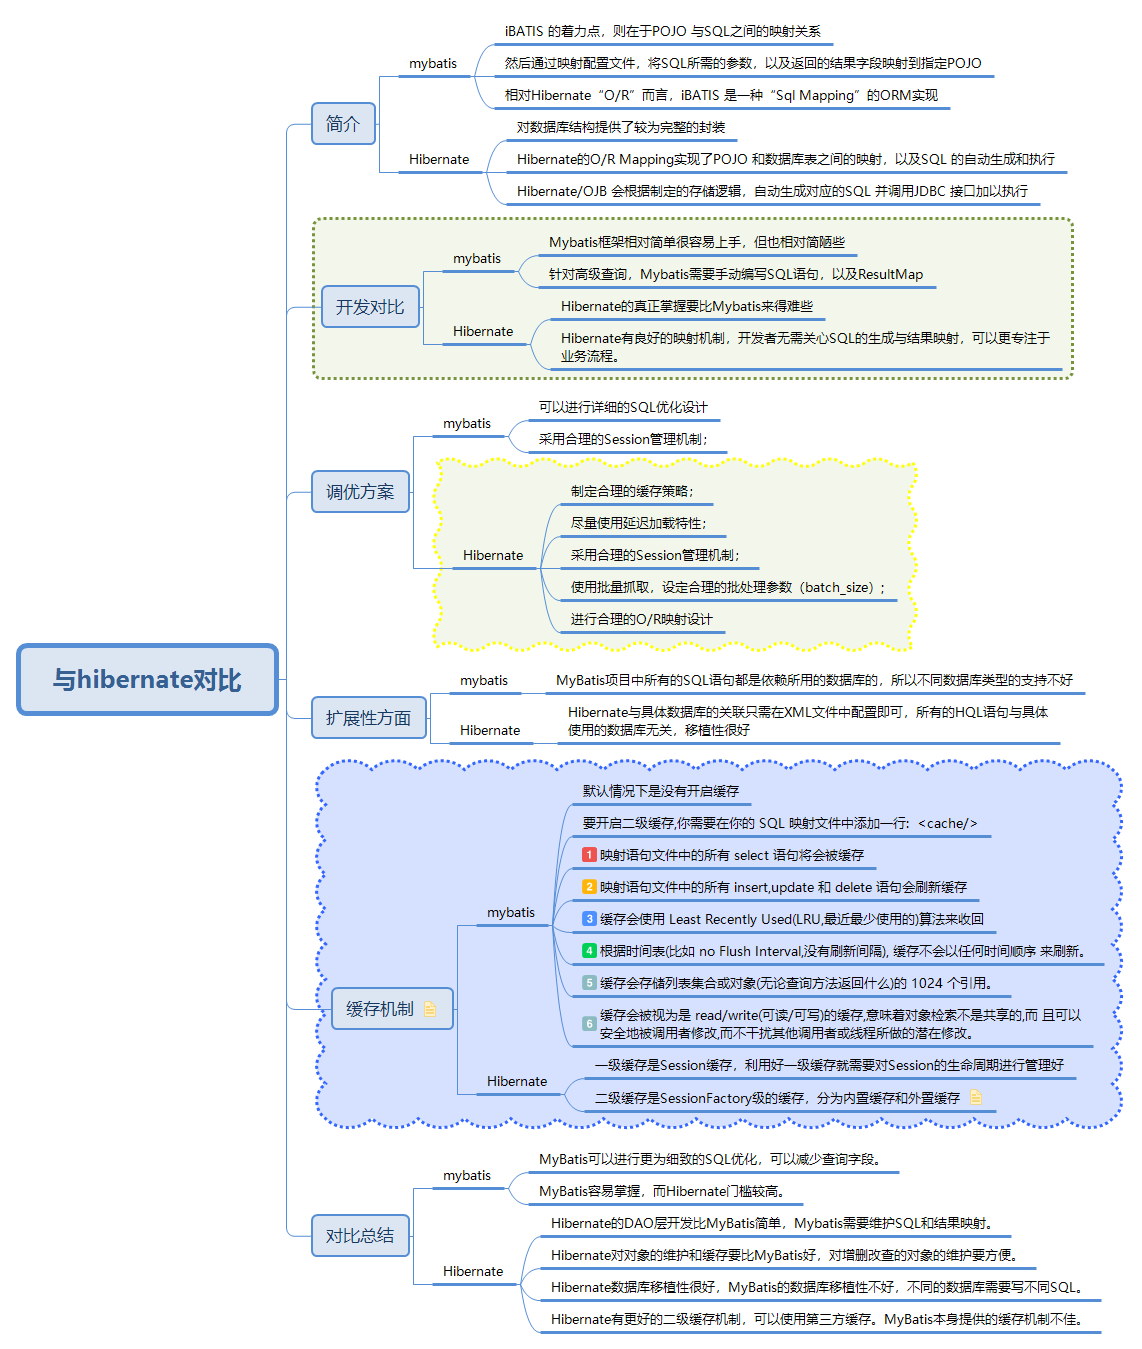 与hibernate对比
简介
mybatis
iBATIS 的着力点，则在于POJO 与SQL之间的映射关系
然后通过映射配置文件，将SQL所需的参数，以及返回的结果字段映射到指定POJO
相对Hibernate“O/R”而言，iBATIS 是一种“Sql Mapping”的ORM实现
Hibernate
对数据库结构提供了较为完整的封装
Hibernate的O/R Mapping实现了POJO 和数据库表之间的映射，以及SQL 的自动生成和执行
Hibernate/OJB 会根据制定的存储逻辑，自动生成对应的SQL 并调用JDBC 接口加以执行
开发对比
mybatis
Mybatis框架相对简单很容易上手，但也相对简陋些
针对高级查询，Mybatis需要手动编写SQL语句，以及ResultMap
Hibernate
Hibernate的真正掌握要比Mybatis来得难些
Hibernate有良好的映射机制，开发者无需关心SQL的生成与结果映射，可以更专注于
业务流程。
调优方案
mybatis
可以进行详细的SQL优化设计
采用合理的Session管理机制；
Hibernate
制定合理的缓存策略；
尽量使用延迟加载特性；
采用合理的Session管理机制；
使用批量抓取，设定合理的批处理参数（batch_size）;
进行合理的O/R映射设计
扩展性方面
mybatis
MyBatis项目中所有的SQL语句都是依赖所用的数据库的，所以不同数据库类型的支持不好
Hibernate
Hibernate与具体数据库的关联只需在XML文件中配置即可，所有的HQL语句与具体
使用的数据库无关，移植性很好
缓存机制
mybatis
默认情况下是没有开启缓存
要开启二级缓存,你需要在你的 SQL 映射文件中添加一行:  <cache/>
1 映射语句文件中的所有 select 语句将会被缓存
2 映射语句文件中的所有 insert,update 和 delete 语句会刷新缓存
3 缓存会使用 Least Recently Used(LRU,最近最少使用的)算法来收回
4 根据时间表(比如 no Flush Interval,没有刷新间隔), 缓存不会以任何时间顺序 来刷新。
5 缓存会存储列表集合或对象(无论查询方法返回什么)的 1024 个引用。
6 缓存会被视为是 read/write(可读/可写)的缓存,意味着对象检索不是共享的,而 且可以
安全地被调用者修改,而不干扰其他调用者或线程所做的潜在修改。
Hibernate
一级缓存是Session缓存，利用好一级缓存就需要对Session的生命周期进行管理好
二级缓存是SessionFactory级的缓存，分为内置缓存和外置缓存
对比总结
mybatis
MyBatis可以进行更为细致的SQL优化，可以减少查询字段。
MyBatis容易掌握，而Hibernate门槛较高。
Hibernate
Hibernate的DAO层开发比MyBatis简单，Mybatis需要维护SQL和结果映射。
Hibernate对对象的维护和缓存要比MyBatis好，对增删改查的对象的维护要方便。
Hibernate数据库移植性很好，MyBatis的数据库移植性不好，不同的数据库需要写不同SQL。
Hibernate有更好的二级缓存机制，可以使用第三方缓存。MyBatis本身提供的缓存机制不佳。